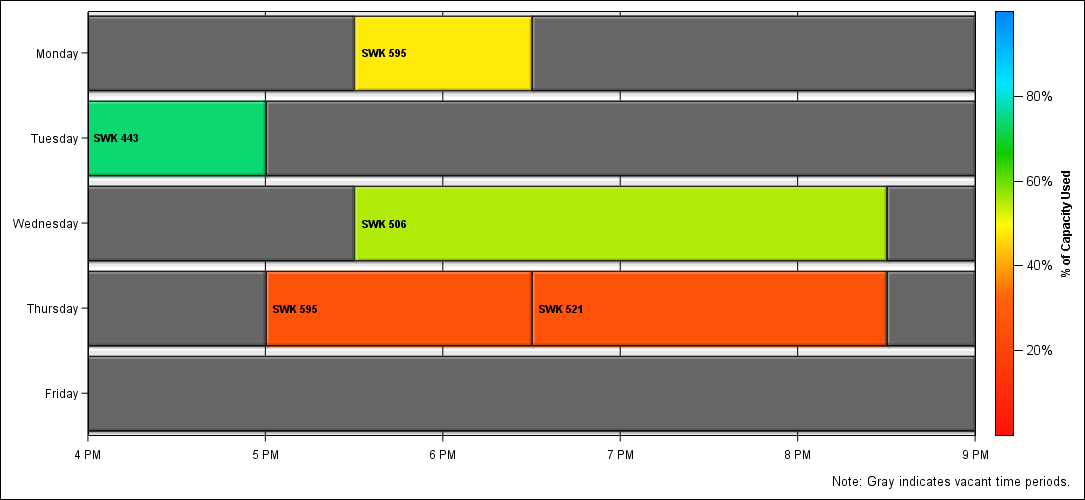 Monday
SWK 595
Tuesday
SWK 443
Wednesday
SWK 506
Thursday
SWK 595
SWK 521
Friday
4 PM
5 PM
6 PM
7 PM
8 PM
9 PM
80%
60%
40%
20%
% of Capacity Used
Note: Gray indicates vacant time periods.